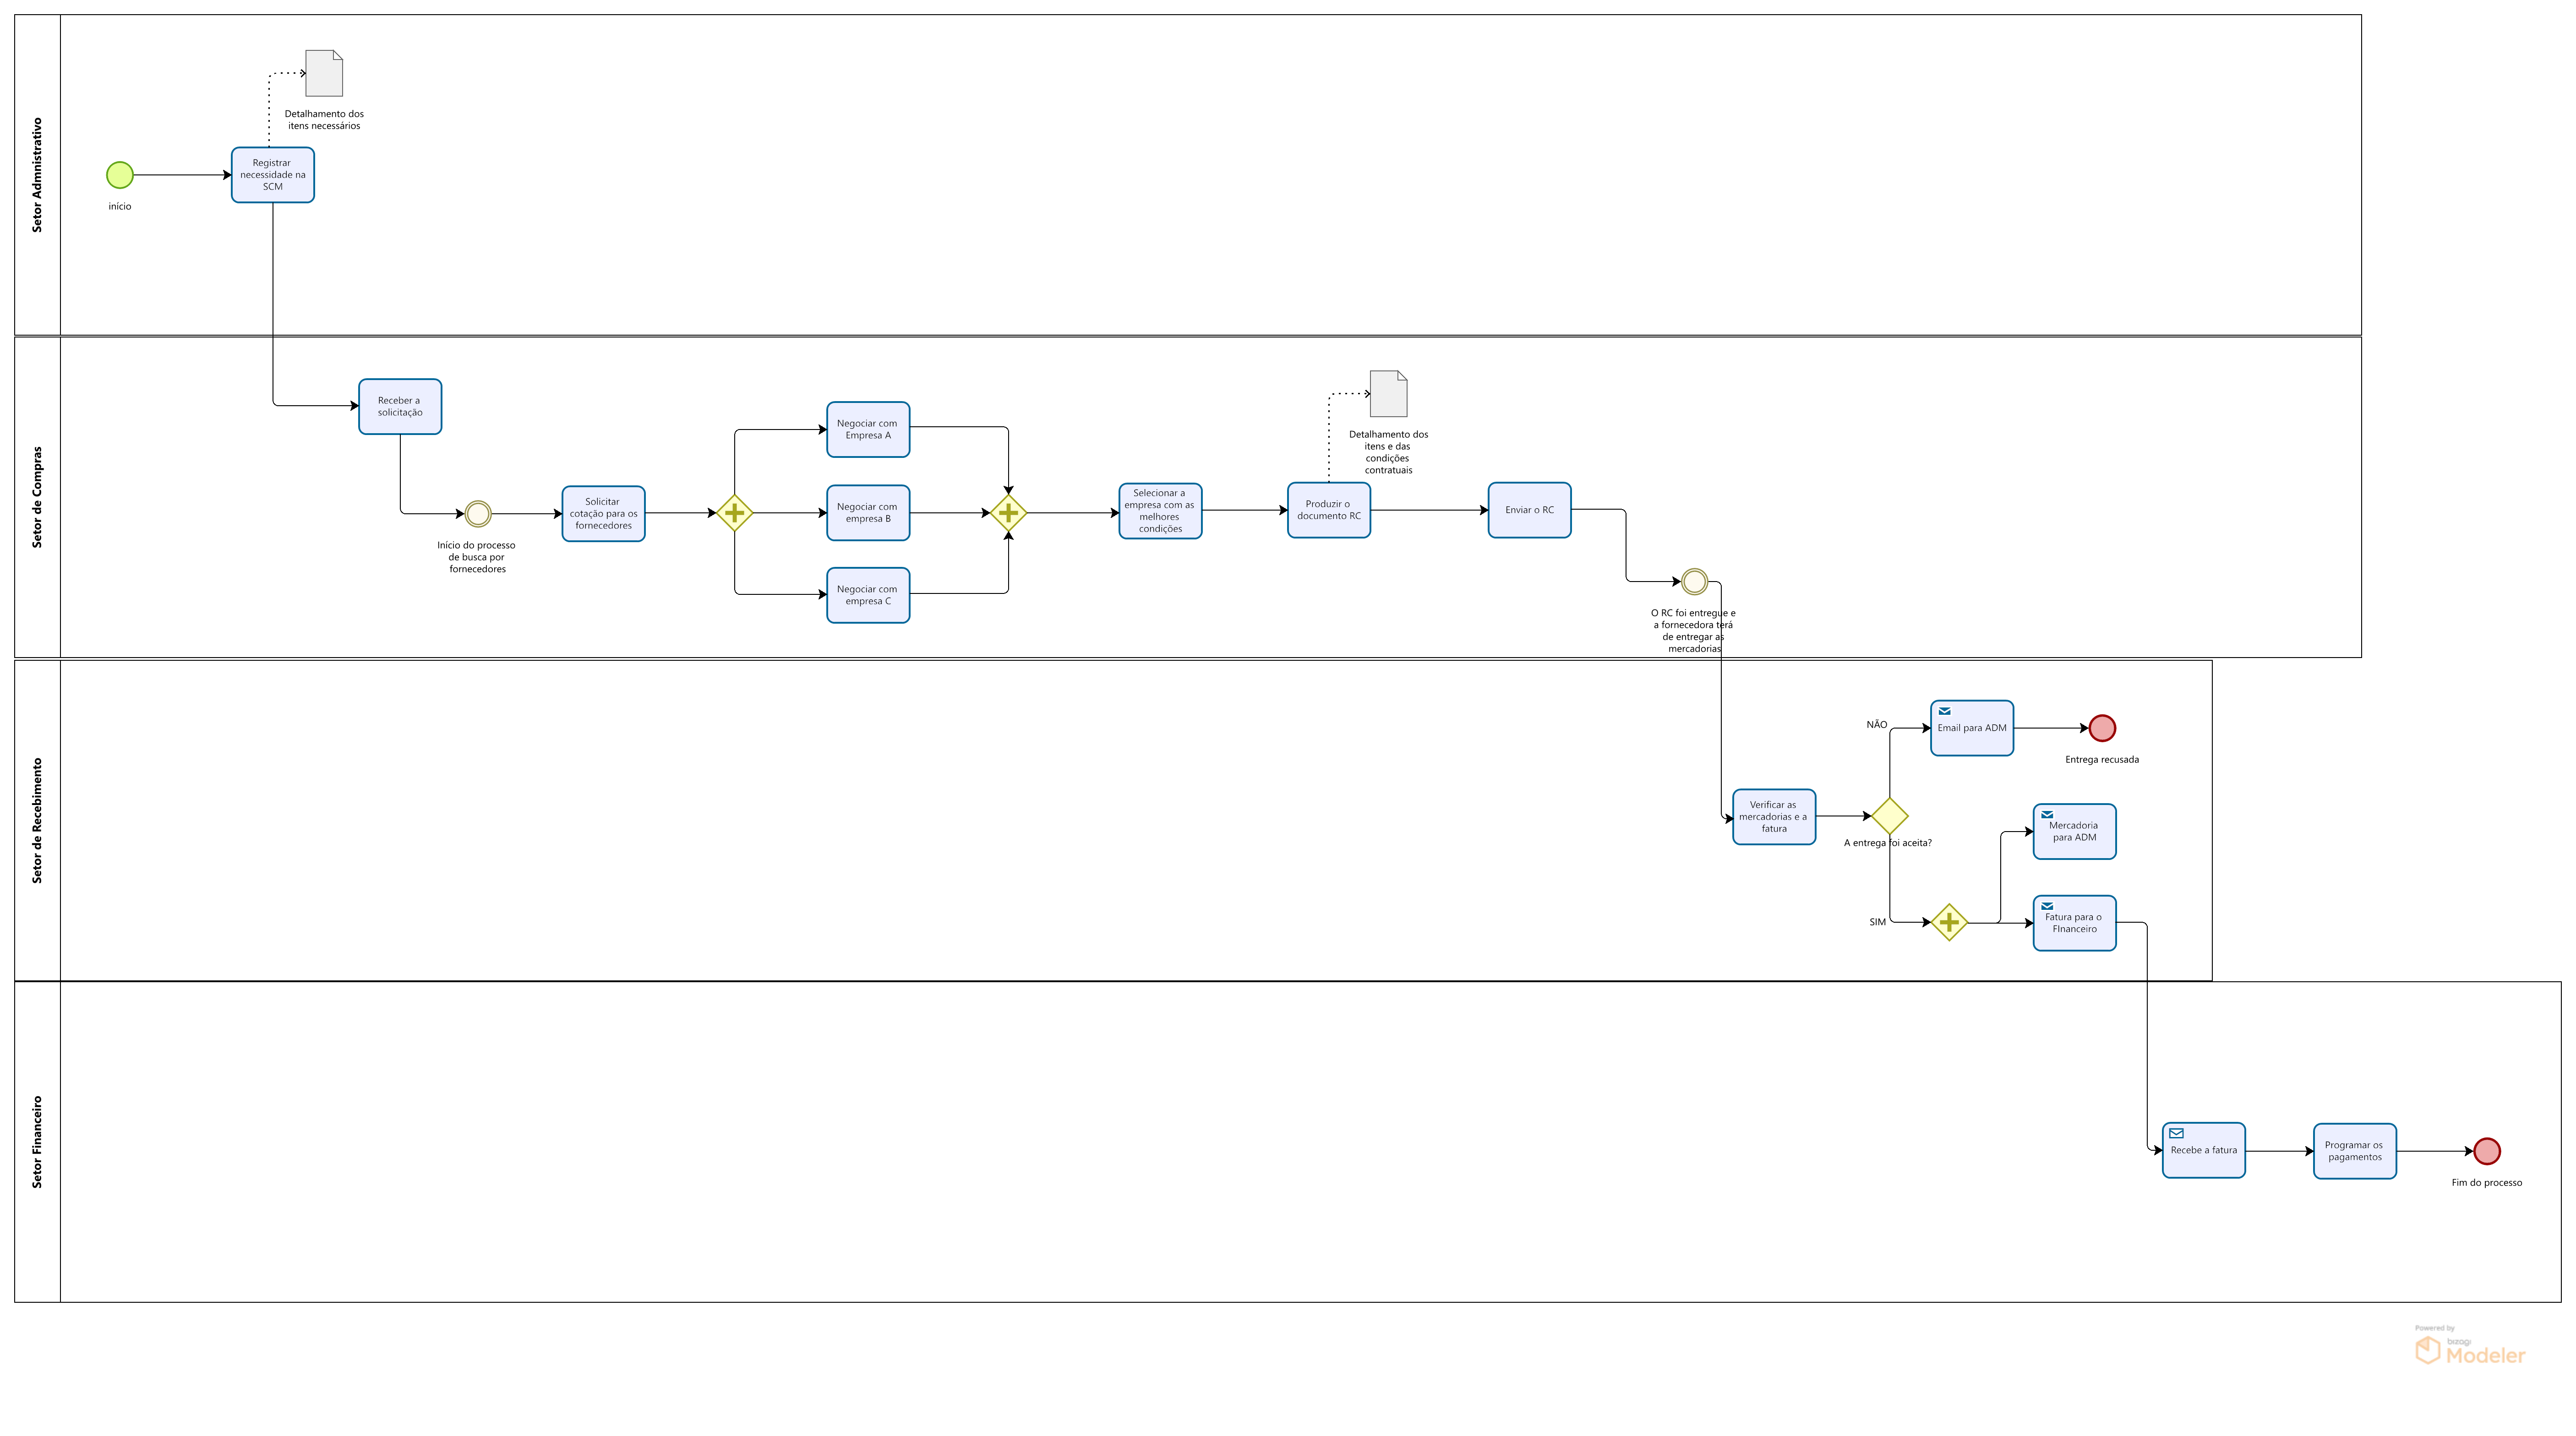 Setor Administrativo
Detalhamento dos
itens necessários
Registrar
necessidade na
SCM
início
Setor de Compras
Receber a
solicitação
Início do processo
de busca por
fornecedores
Solicitar
cotação para os
fornecedores
Negociar com
Empresa A
Negociar com
empresa B
Negociar com
empresa C
Selecionar a
empresa com as
melhores
condições
Detalhamento dos
itens e das
condições
contratuais
Produzir o
documento RC
Enviar o RC
O RC foi entregue e
a fornecedora terá
de entregar as
mercadorias
Setor de Recebimento
Verificar as
mercadorias e a
fatura
A entrega foi aceita?
NÃO
Email para ADM
Entrega recusada
SIM
Mercadoria
para ADM
Fatura para o
FInanceiro
Setor Financeiro
Recebe a fatura
Programar os
pagamentos
Fim do processo
Powered by
bizagi
Modeler